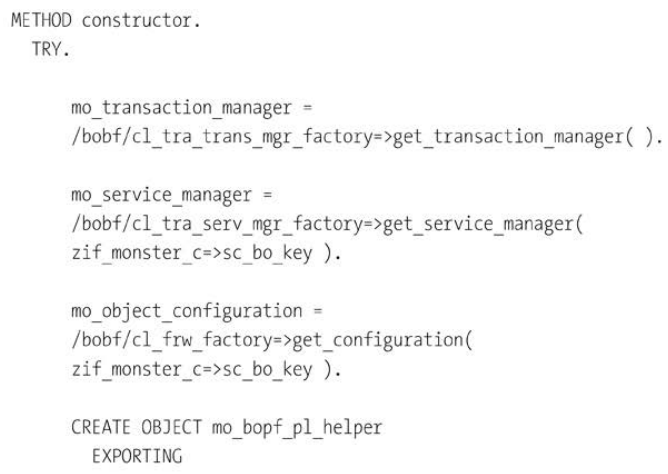 METHOD constructor.
TRY.
mo_transaction_manager =
/bobf/cl_tra_trans_mgr_factory=>get_transaction_manager( ).
mo_service_manager =
/bobf/cl_tra_serv_mgr_factory=>get_service_manager(
zif_monster_c=>sc_bo_key ).
mo_object_configuration =
/bobf/cl_frw_factory=>get_configuration(
zif_monster_c=>sc_bo_key ).
CREATE OBJECT mo_bopf_pl_helper
EXPORTING